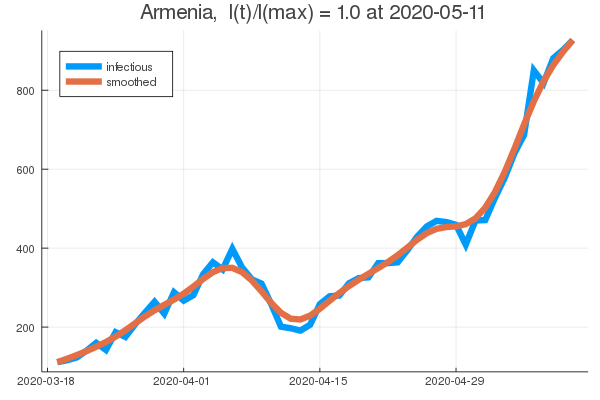 Armenia, I(t)/I(max) = 1.0 at 2020-05-11
infectious
smoothed
800
600
400
200
2020-03-18 2020-04-01 2020-04-15 2020-04-29